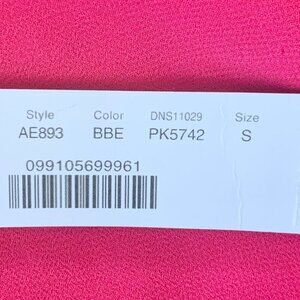 Style Color DNS11029 Size
AE893 BBE PK5742 S
099105699961